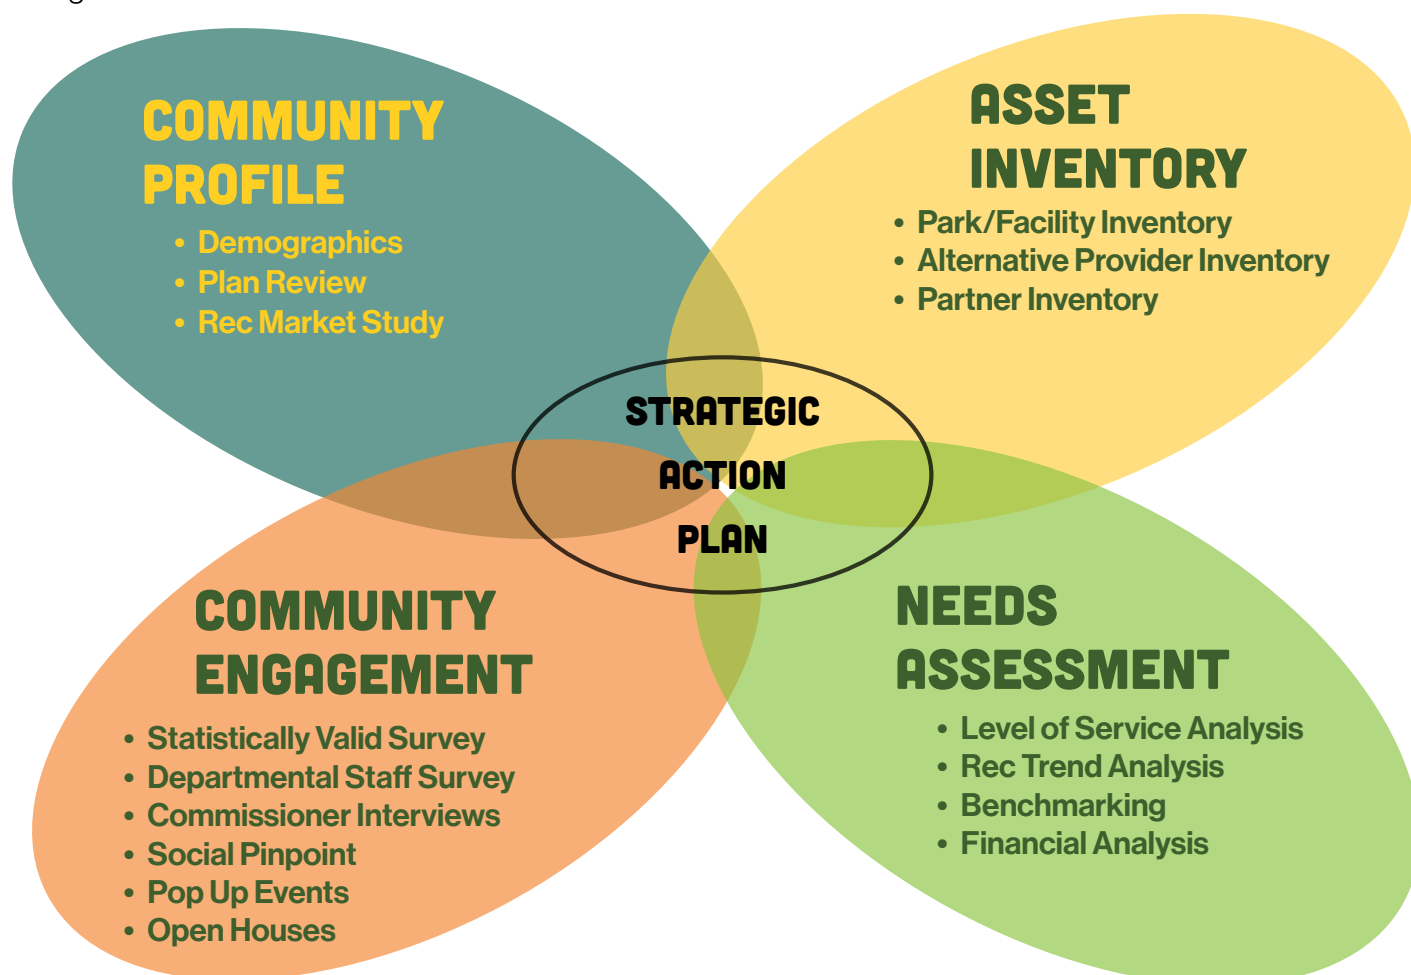 COMMUNITY
PROFILE
• Demographics
• Plan Review
• Rec Market Study
ASSET
INVENTORY
• Park/Facility Inventory
• Alternative Provider Inventory
• Partner Inventory
STRATEGIC
ACTION
PLAN
COMMUNITY
ENGAGEMENT
• Statistically Valid Survey
• Departmental Staff Survey
• Commissioner Interviews
• Social Pinpoint
• Pop Up Events
• Open Houses
NEEDS
ASSESSMENT
• Level of Service Analysis
• Rec Trend Analysis
• Benchmarking
• Financial Analysis